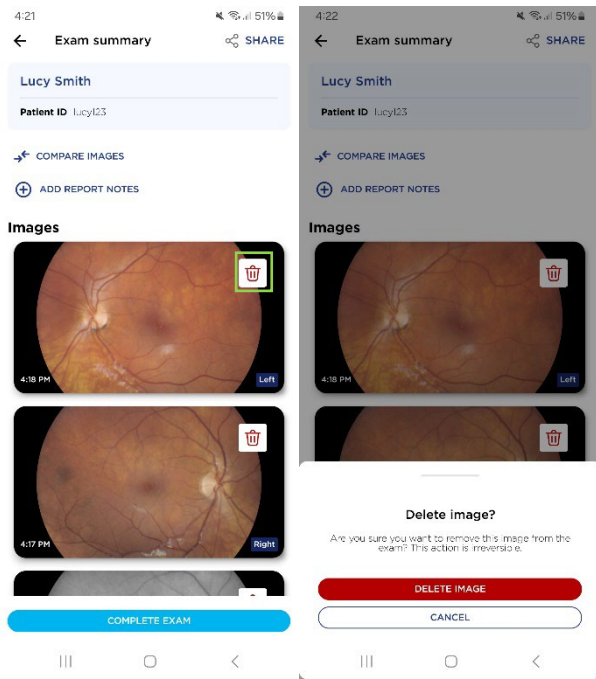 4:21
51%
Exam summary
SHARE
Lucy Smith
Patient ID lucyl23
COMPARE IMAGES
ADD REPORT NOTES
Images
4:18 PM
Left
4:17 PM
Right
COMPLETE EXAM
4:22
51%
Exam summary
SHARE
Lucy Smith
Patient ID lucyl23
COMPARE IMAGES
ADD REPORT NOTES
Images
4:18 PM
Left
Delete image?
Are you sure you want to remove this image from the
exam? This action is irreversible.
DELETE IMAGE
CANCEL